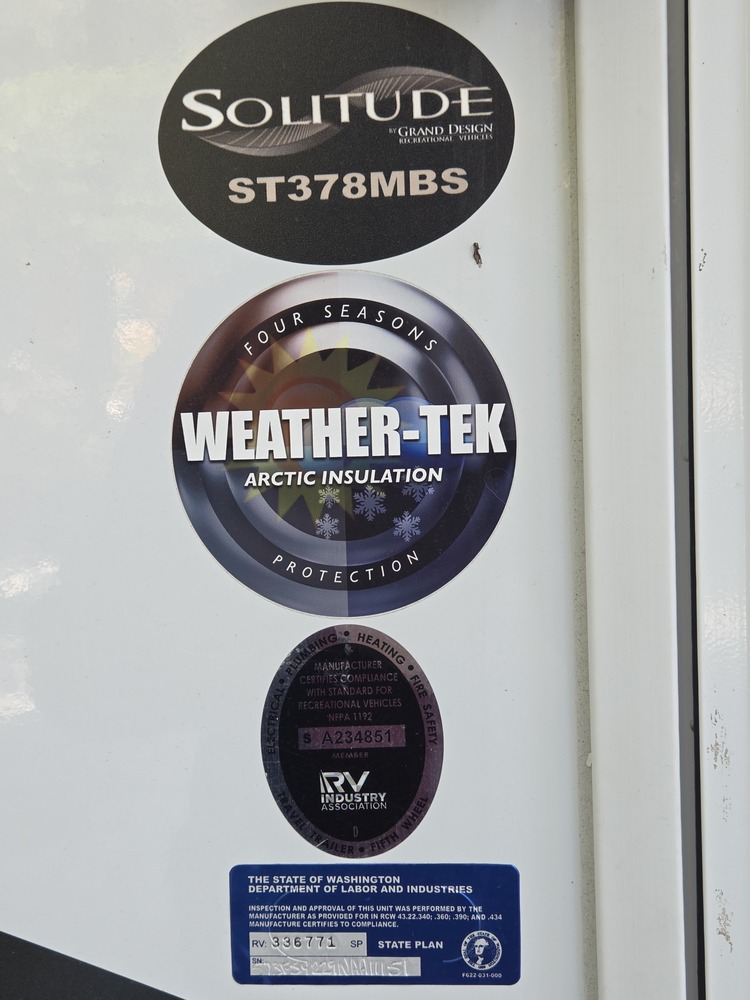 SOLITUDE
BY GRAND DESIGN
RECREATIONAL VEHICLES
ST378MBS
FOUR SEASONS
WEATHER-TEK
ARCTIC INSULATION
PROTECTION
ELECTRICAL • PLUMBING • HEATING • FIRE SAFETY
MANUFACTURER
CERTIFIES COMPLIANCE
WITH STANDARD FOR
RECREATIONAL VEHICLES
NFPA 1192
S A234851
MEMBER
RV
INDUSTRY
ASSOCIATION
TRAVEL TRAILER • FIFTH WHEEL
THE STATE OF WASHINGTON
DEPARTMENT OF LABOR AND INDUSTRIES
INSPECTION AND APPROVAL OF THIS UNIT WAS PERFORMED BY THE
MANUFACTURER AS PROVIDED FOR IN RCW 43.22.340; .360; .390; AND .434
MANUFACTURE CERTIFIES TO COMPLIANCE.
RV: 336771 SP STATE PLAN
SN:
F622 031-000